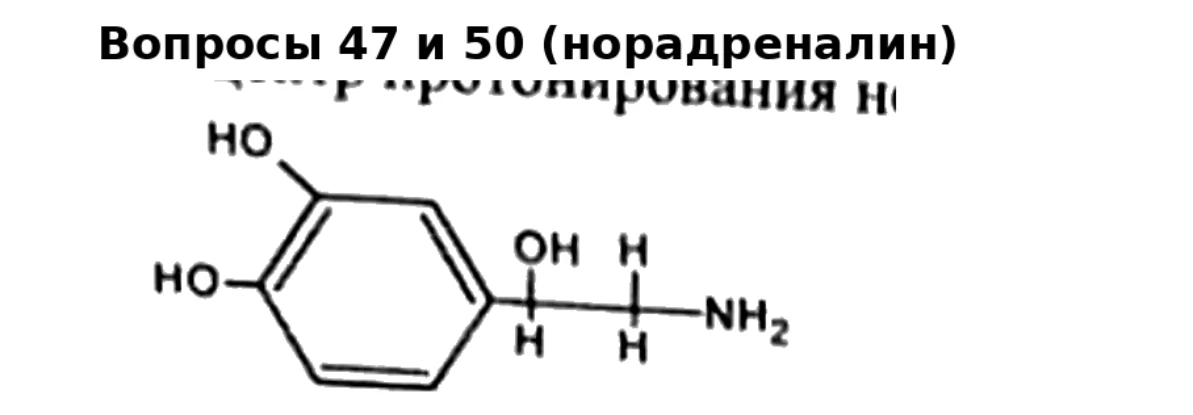 Вопросы 47 и 50 (норадреналин)
протонирования
HO
OH H
HO
NH₂
H H